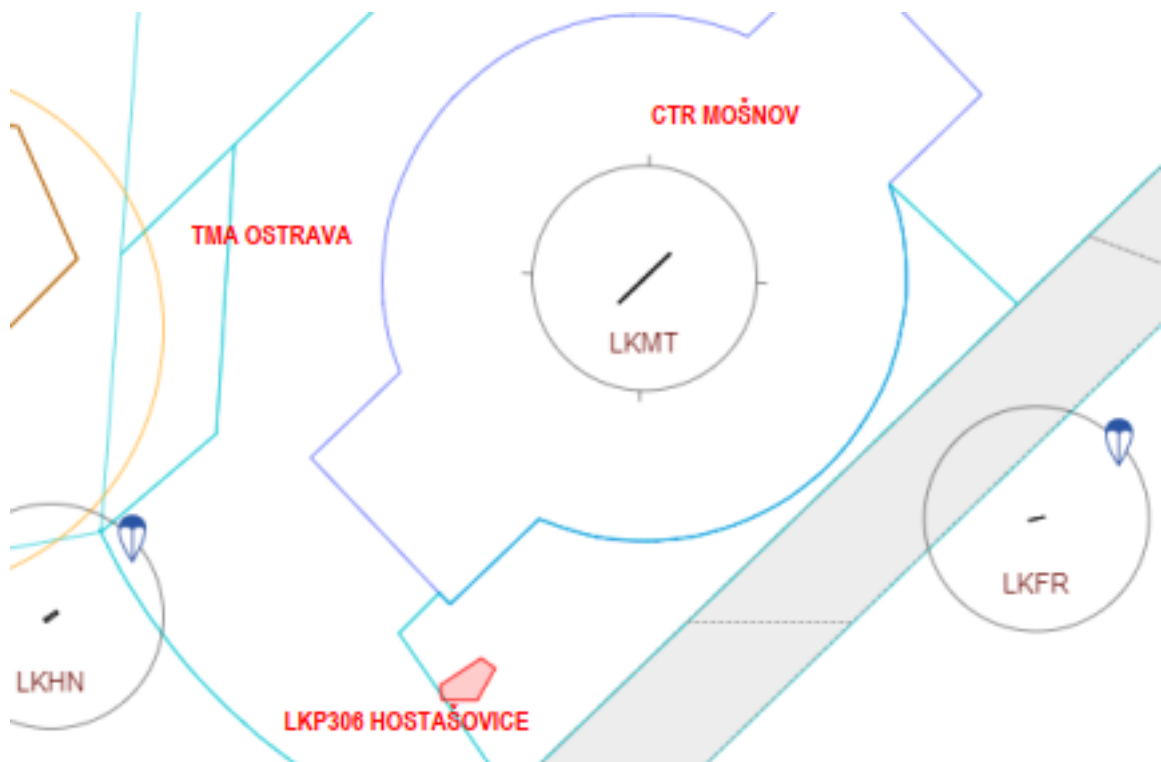 CTR MOŠNOV
TMA OSTRAVA
LKMT
LKFR
LKHN
LKP306 HOSTAŠOVICE